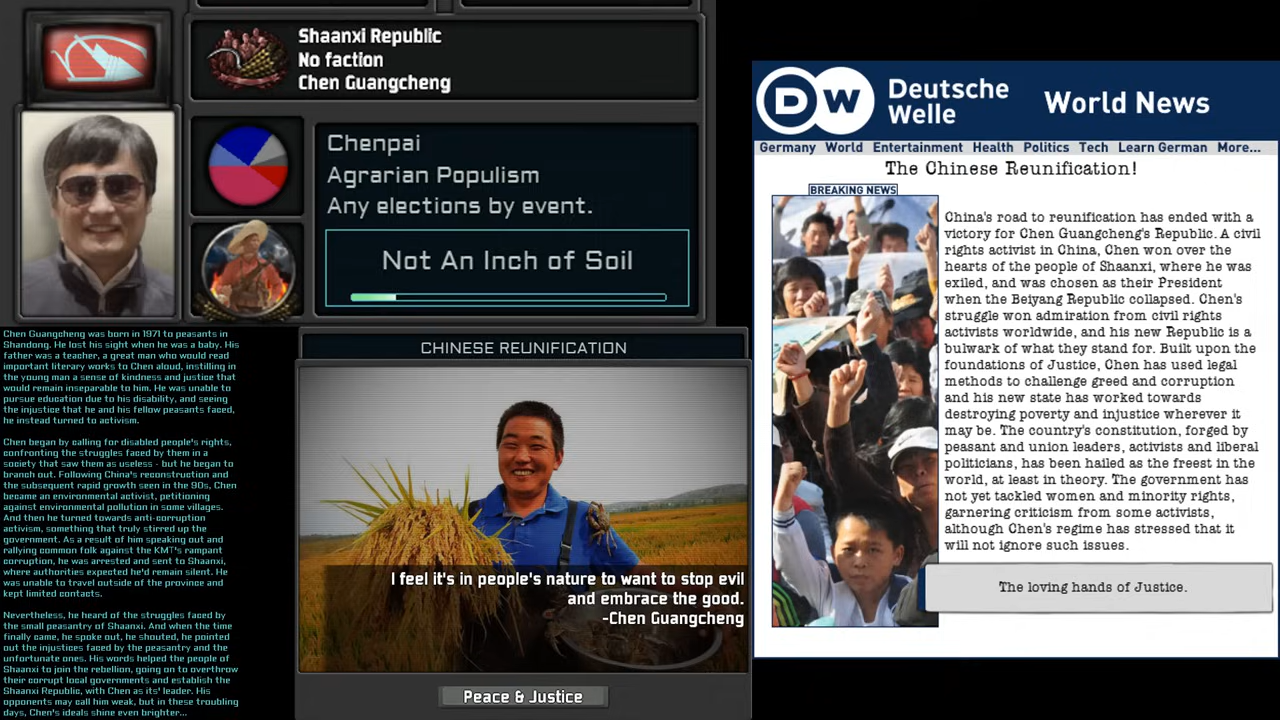 Shaanxi Republic
No faction
Chen Guangcheng
Chenpai
Agrarian Populism
Any elections by event.
Not An Inch of Soil
Chen Guangcheng was born in 1971 to peasants in
Shandong. He lost his sight when he was a baby. His
father was a teacher, a great man who would read
important literary works to Chen aloud, instilling in
the young man a sense of kindness and justice that
would remain inseparable to him. He was unable to
pursue education due to his disability, and seeing
the injustice that he and his fellow peasants faced,
he instead turned to activism.
Chen began by calling for disabled people's rights,
confronting the struggles faced by them in a
society that saw them as useless - but he began to
branch out. Following China's reconstruction and
the subsequent rapid growth seen in the 90s, Chen
became an environmental activist, petitioning
against environmental pollution in some villages.
And then he turned towards anti-corruption
activism, something that truly stirred up the
government. As a result of him speaking out and
rallying common folk against the KMT's rampant
corruption, he was arrested and sent to Shaanxi,
where authorities expected he'd remain silent. He
was unable to travel outside of the province and
kept limited contacts.
Nevertheless, he heard of the struggles faced by
the small peasantry of Shaanxi. And when the time
finally came, he spoke out, he shouted, he pointed
out the injustices faced by the peasantry and the
unfortunate ones. His words helped the people of
Shaanxi to join the rebellion, going on to overthrow
their corrupt local governments and establish the
Shaanxi Republic, with Chen as its' leader. His
opponents may call him weak, but in these troubling
days, Chen's ideals shine even brighter...
CHINESE REUNIFICATION
I feel it's in people's nature to want to stop evil
and embrace the good.
-Chen Guangcheng
Peace & Justice
DW
Deutsche
Welle
World News
Germany World Entertainment Health Politics Tech Learn German More...
The Chinese Reunification!
BREAKING NEWS
China's road to reunification has ended with a
victory for Chen Guangcheng's Republic. A civil
rights activist in China, Chen won over the
hearts of the people of Shaanxi, where he was
exiled, and was chosen as their President
when the Beiyang Republic collapsed. Chen's
struggle won admiration from civil rights
activists worldwide, and his new Republic is a
bulwark of what they stand for. Built upon the
foundations of Justice, Chen has used legal
methods to challenge greed and corruption
and his new state has worked towards
destroying poverty and injustice wherever it
may be. The country's constitution, forged by
peasant and union leaders, activists and liberal
politicians, has been hailed as the freest in the
world, at least in theory. The government has
not yet tackled women and minority rights,
garnering criticism from some activists,
although Chen's regime has stressed that it
will not ignore such issues.
The loving hands of Justice.